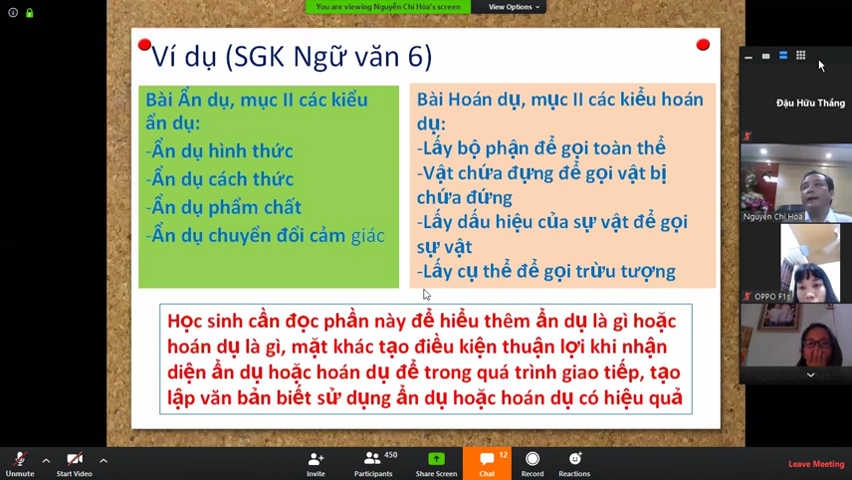 You are viewing Nguyễn Chí Hòa's screen
View Options
Ví dụ (SGK Ngữ văn 6)
Bài Ẩn dụ, mục II các kiểu
ẩn dụ:
-Ẩn dụ hình thức
-Ẩn dụ cách thức
-Ẩn dụ phẩm chất
-Ẩn dụ chuyển đổi cảm giác
Bài Hoán dụ, mục II các kiểu hoán
dụ:
-Lấy bộ phận để gọi toàn thể
-Vật chứa đựng để gọi vật bị
chứa đứng
-Lấy dấu hiệu của sự vật để gọi
sự vật
-Lấy cụ thể để gọi trừu tượng
Học sinh cần đọc phần này để hiểu thêm ẩn dụ là gì hoặc
hoán dụ là gì, mặt khác tạo điều kiện thuận lợi khi nhận
diện ẩn dụ hoặc hoán dụ để trong quá trình giao tiếp, tạo
lập văn bản biết sử dụng ẩn dụ hoặc hoán dụ có hiệu quả
Đậu Hữu Thắng
Nguyễn Chí Hòa
OPPO F1s
Unmute
Start Video
Invite
450
Participants
Share Screen
12
Chat
Record
Reactions
Leave Meeting